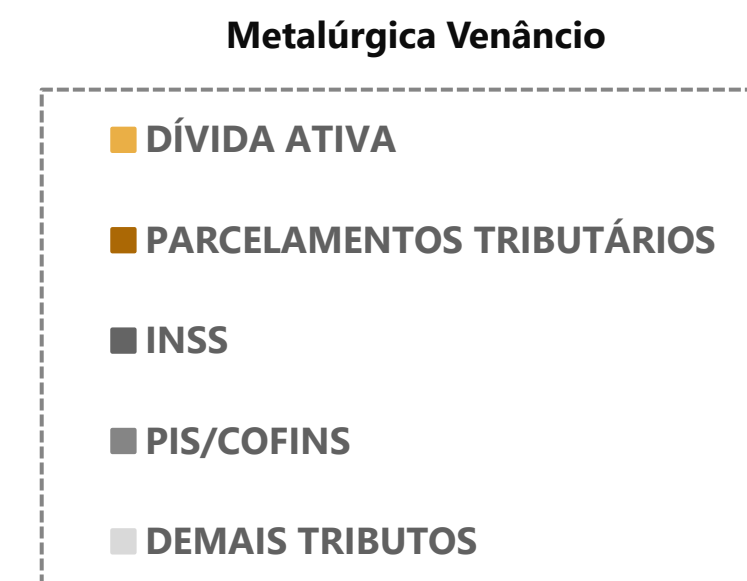 Metalúrgica Venâncio
DÍVIDA ATIVA
PARCELAMENTOS TRIBUTÁRIOS
INSS
PIS/COFINS
DEMAIS TRIBUTOS